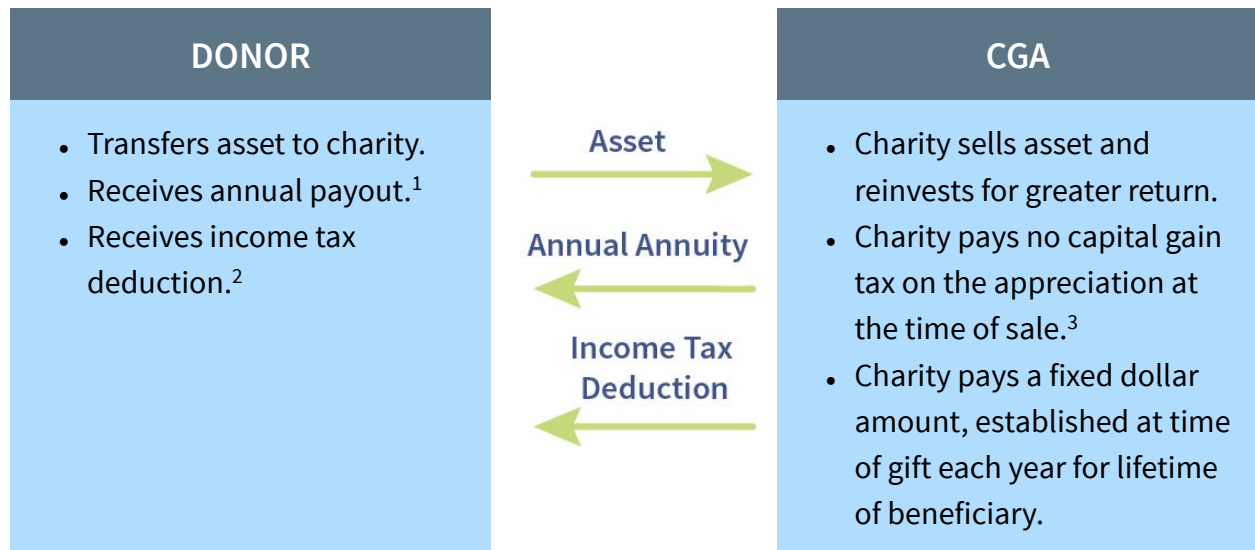 DONOR
• Transfers asset to charity.
• Receives annual payout.¹
• Receives income tax
deduction.²
Asset
Annual Annuity
Income Tax
Deduction
CGA
• Charity sells asset and
reinvests for greater return.
• Charity pays no capital gain
tax on the appreciation at
the time of sale.³
• Charity pays a fixed dollar
amount, established at time
of gift each year for lifetime
of beneficiary.